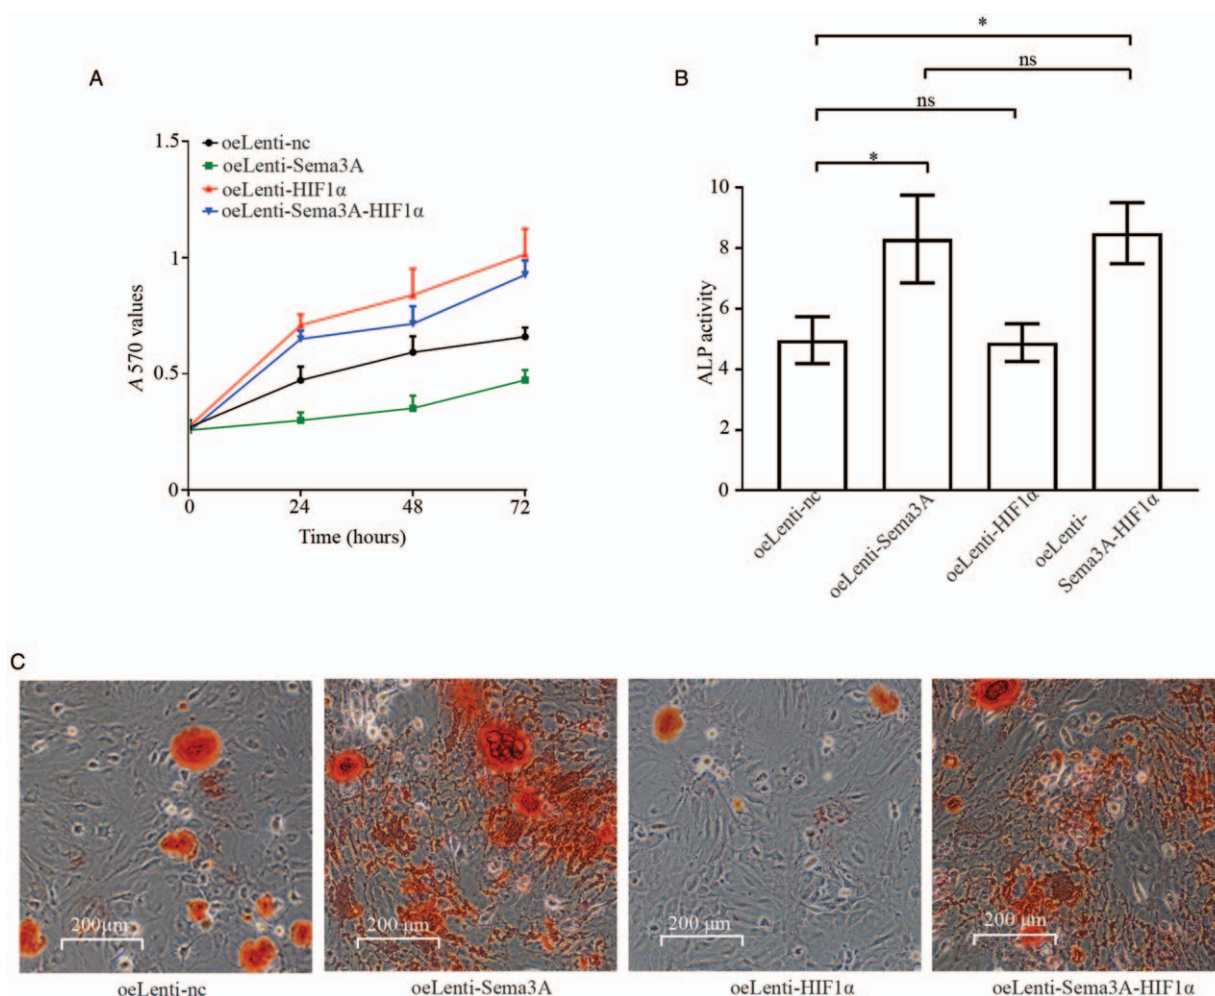 A
1.5
1
0.5
0
A 570 values
0
24
48
72
Time (hours)
oeLenti-nc
oeLenti-Sema3A
oeLenti-HIF1α
oeLenti-Sema3A-HIF1α
B
*
ns
ns
*
10
8
6
4
2
0
ALP activity
oeLenti-nc
oeLenti-Sema3A
oeLenti-HIF1α
oeLenti-
Sema3A-HIF1α
C
200μm
200 μm
200 μm
200 μm
oeLenti-nc
oeLenti-Sema3A
oeLenti-HIF1α
oeLenti-Sema3A-HIF1α